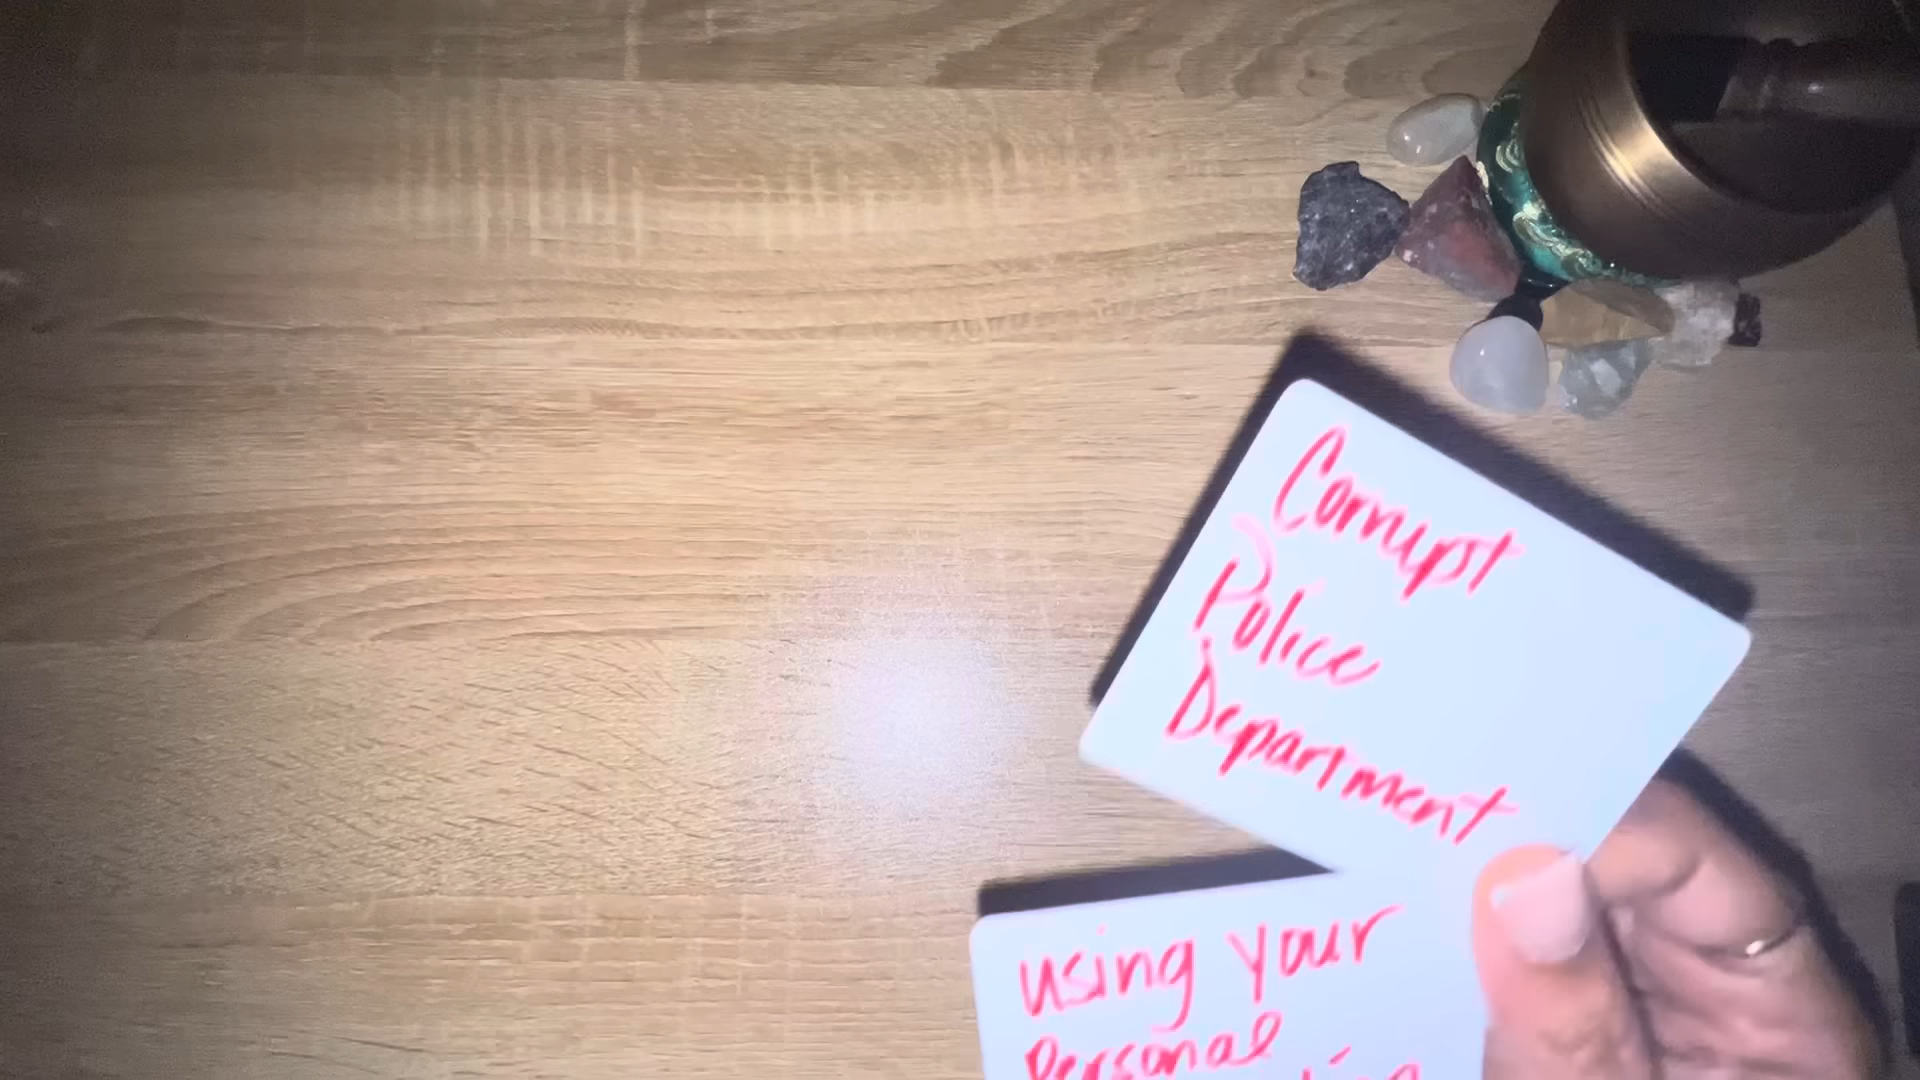 Corrupt
Police
Department
using your
Personal